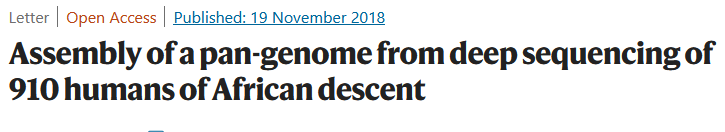 Letter | Open Access | Published: 19 November 2018
Assembly of a pan-genome from deep sequencing of
910 humans of African descent